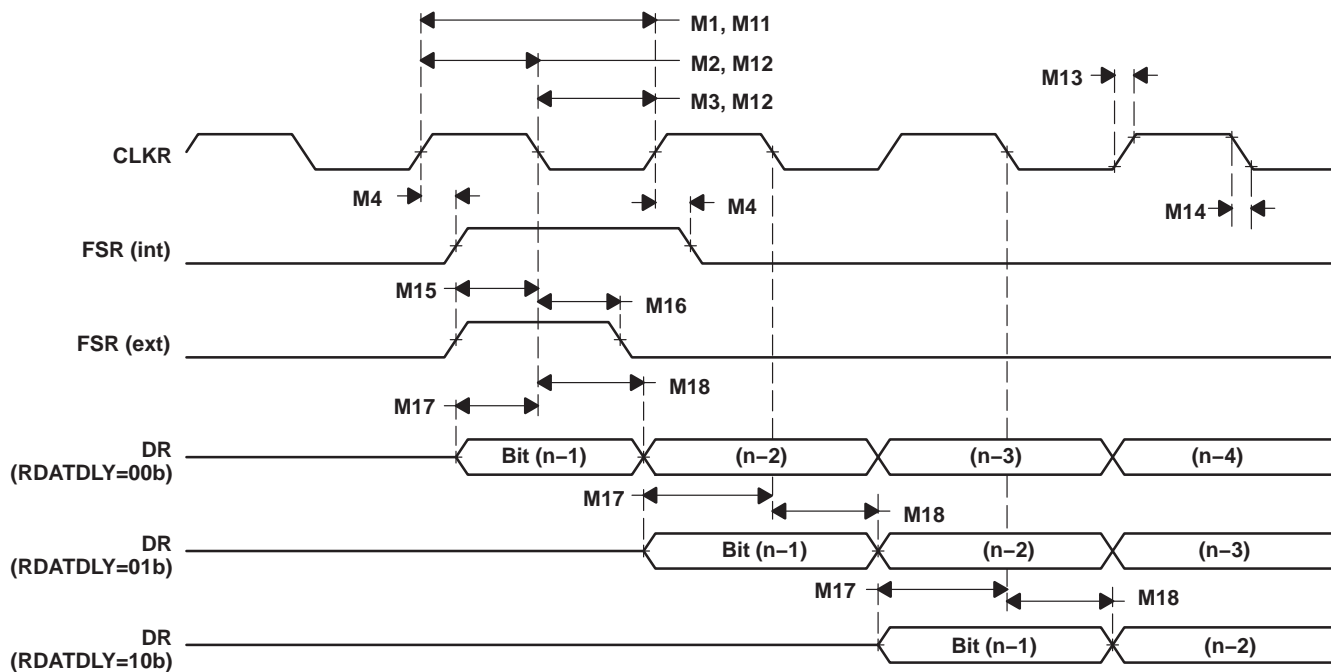 M1, M11
M2, M12
M13
M3, M12
CLKR
M4
M4
M14
FSR (int)
M15
M16
FSR (ext)
M18
M17
DR
(RDATDLY=00b)
Bit (n−1)
(n−2)
(n−3)
(n−4)
M17
M18
DR
(RDATDLY=01b)
Bit (n−1)
(n−2)
(n−3)
M17
M18
DR
(RDATDLY=10b)
Bit (n−1)
(n−2)